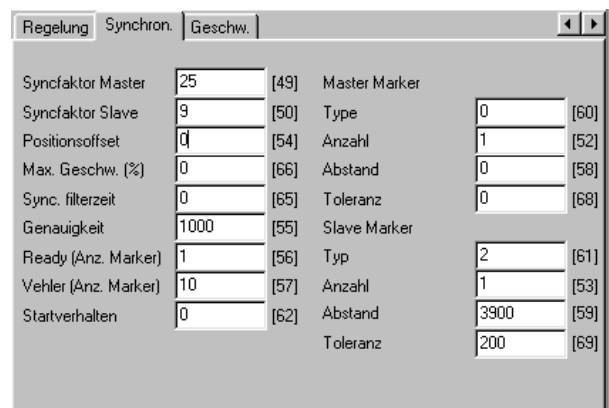 Regelung Synchron. Geschw.
Syncfaktor Master 25 [49] Master Marker
Syncfaktor Slave 9 [50] Type 0 [60]
Positionsoffset 0 [54] Anzahl 1 [52]
Max. Geschw. (%) 0 [66] Abstand 0 [58]
Sync. filterzeit 0 [65] Toleranz 0 [68]
Genauigkeit 1000 [55] Slave Marker
Ready (Anz. Marker) 1 [56] Typ 2 [61]
Vehler (Anz. Marker) 10 [57] Anzahl 1 [53]
Startverhalten 0 [62] Abstand 3900 [59]
Toleranz 200 [69]